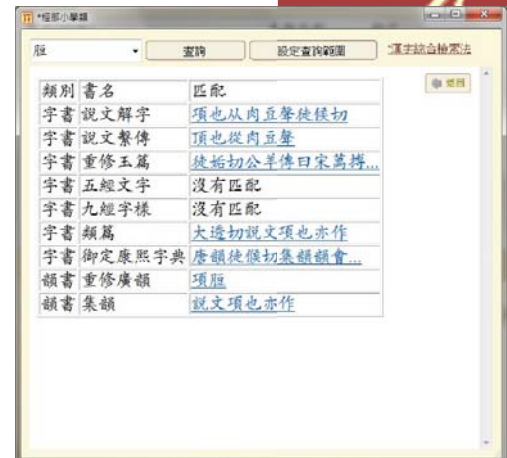 *經部小學類
脰 查詢 設定查詢範圍 *漢字綜合檢索法
返回
類別 書名 匹配
字書 説文解字 項也从肉豆聲徒候切
字書 説文繫傳 頂也從肉豆聲
字書 重修玉篇 徒姤切公羊傳曰宋萬搏...
字書 五經文字 沒有匹配
字書 九經字樣 沒有匹配
字書 類篇 大透切説文項也亦作
字書 御定康熙字典 唐韻徒候切集韻韻會...
韻書 重修廣韻 項脰
韻書 集韻 説文項也亦作